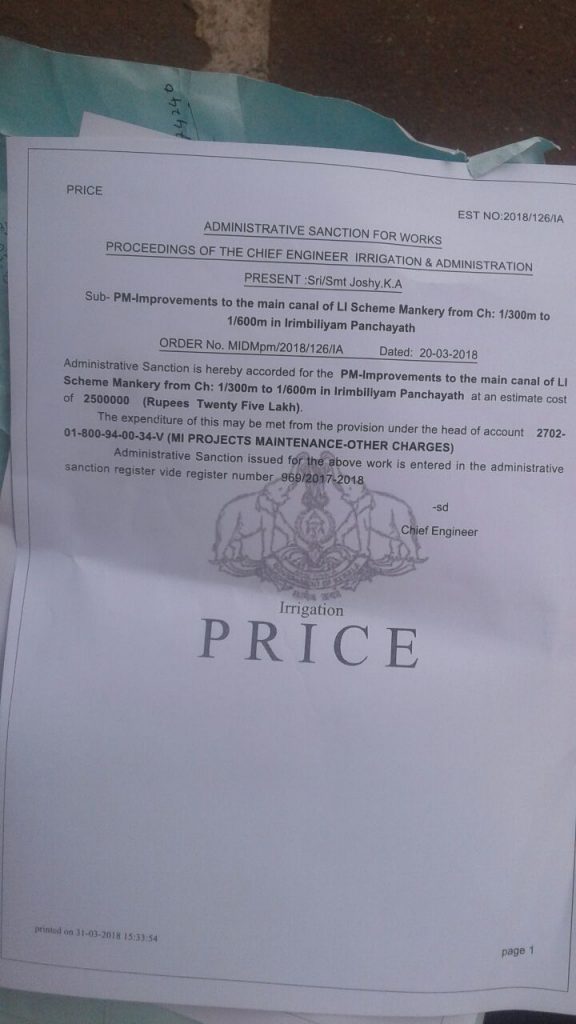 24240
PRICE
EST NO:2018/126/IA
ADMINISTRATIVE SANCTION FOR WORKS
PROCEEDINGS OF THE CHIEF ENGINEER IRRIGATION & ADMINISTRATION
PRESENT :Sri/Smt Joshy.K.A
Sub- PM-Improvements to the main canal of LI Scheme Mankery from Ch: 1/300m to
1/600m in Irimbiliyam Panchayath
ORDER No. MIDMpm/2018/126/IA Dated: 20-03-2018
Administrative Sanction is hereby accorded for the PM-Improvements to the main canal of LI
Scheme Mankery from Ch: 1/300m to 1/600m in Irimbiliyam Panchayath at an estimate cost
of 2500000 (Rupees Twenty Five Lakh).
The expenditure of this may be met from the provision under the head of account 2702-
01-800-94-00-34-V (MI PROJECTS MAINTENANCE-OTHER CHARGES)
Administrative Sanction issued for the above work is entered in the administrative
sanction register vide register number 969/2017-2018
-sd
Chief Engineer
GOVERNMENT OF KERALA
Irrigation
PRICE
printed on 31-03-2018 15:33:54
page 1